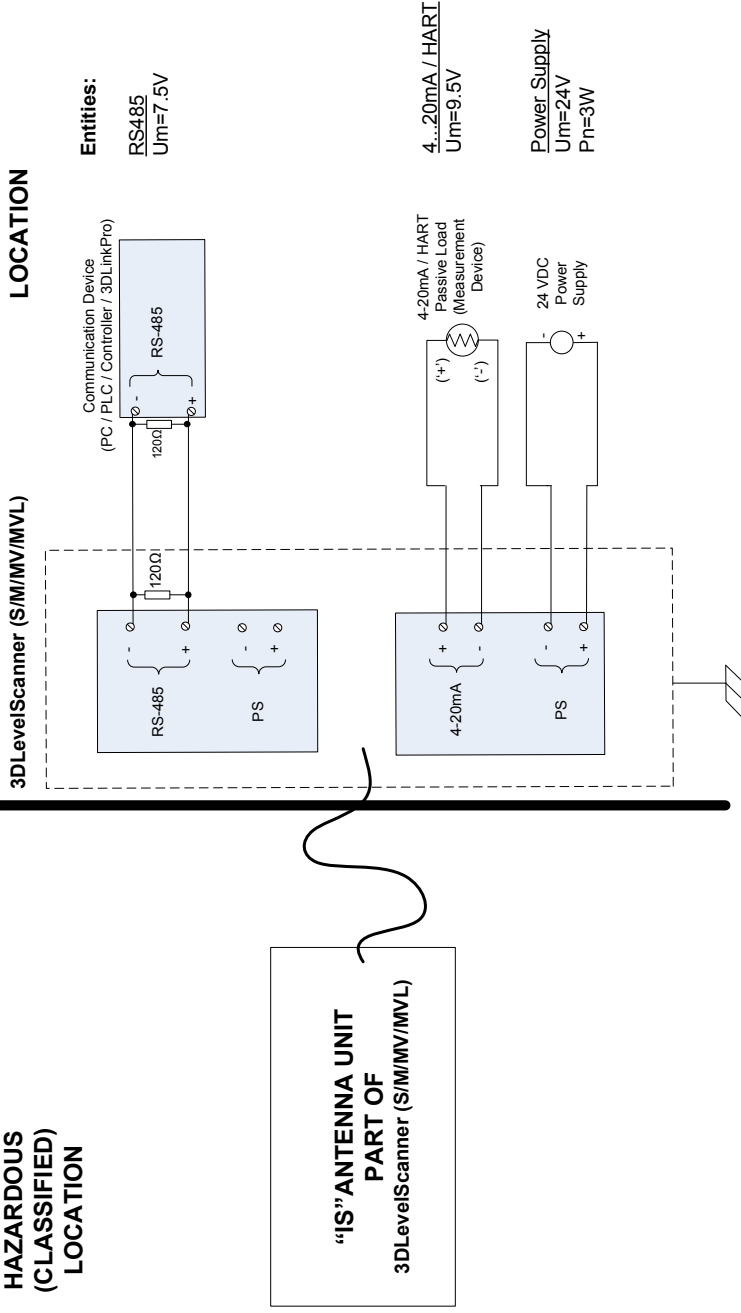 HAZARDOUS
(CLASSIFIED)
LOCATION
LOCATION
3DLevelScanner (S/M/MV/MVL)
"IS" ANTENNA UNIT
PART OF
3DLevelScanner (S/M/MV/MVL)
Communication Device
(PC / PLC / Controller / 3DLinkPro)
RS-485
-
+
120Ω
120Ω
RS-485
-
+
PS
-
+
4-20mA
+
-
PS
-
+
4-20mA / HART
Passive Load
(Measurement
Device)
('+')
('-')
24 VDC
Power
Supply
-
+
Entities:
RS485
Um=7.5V
4...20mA / HART
Um=9.5V
Power Supply
Um=24V
Pn=3W